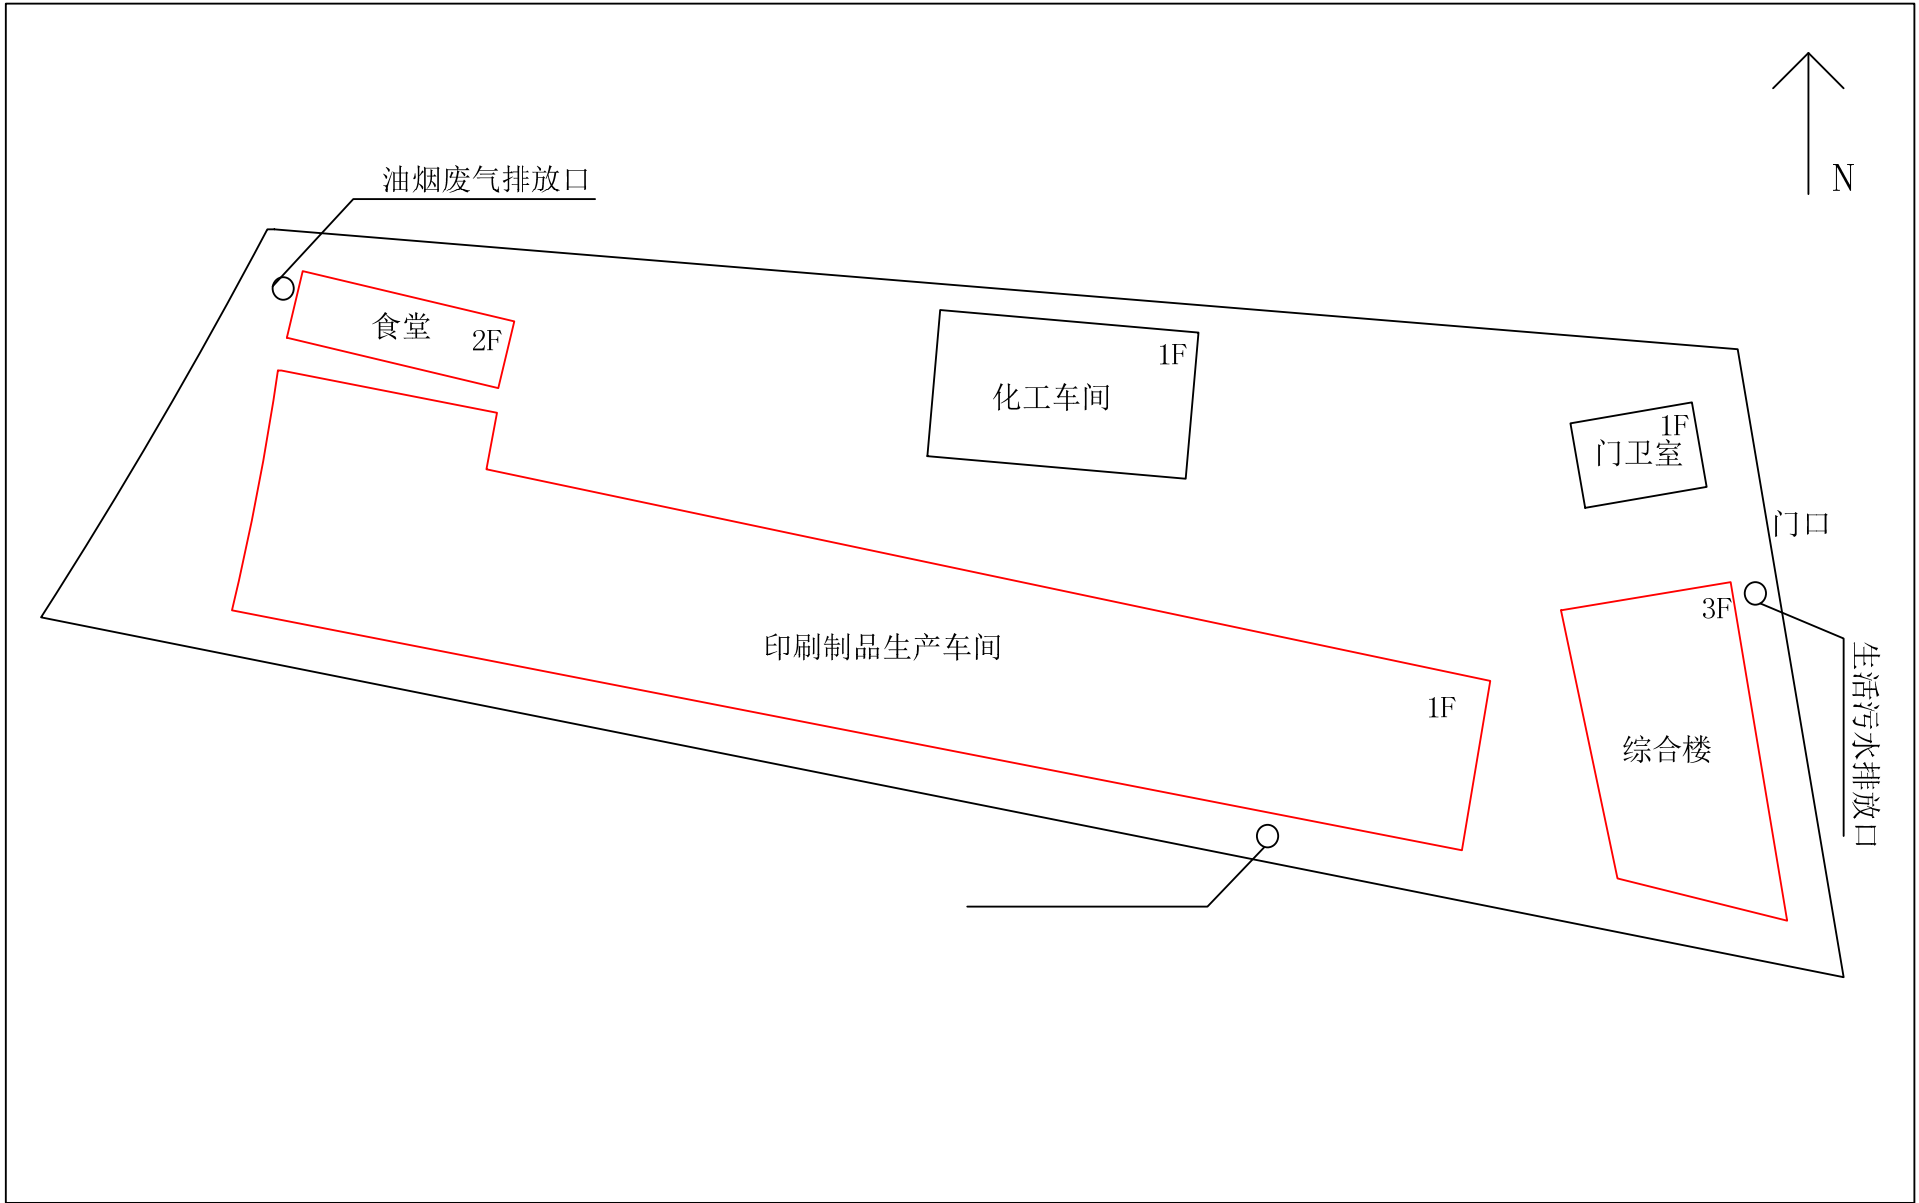 N
油烟废气排放口
食堂
2F
1F
化工车间
1F
门卫室
门口
3F
印刷制品生产车间
1F
综合楼
生活污水排放口